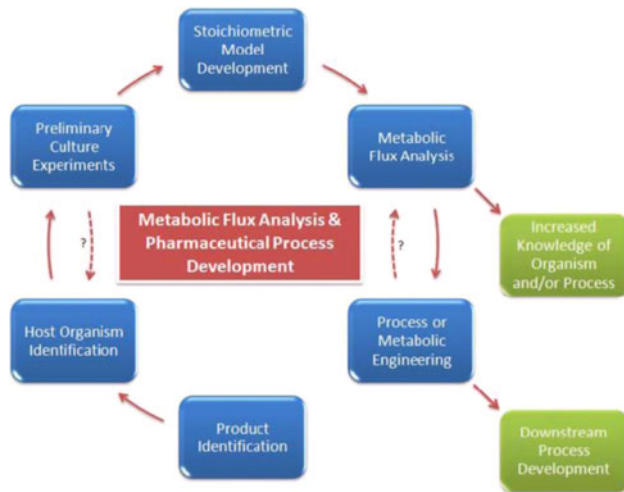 Stoichiometric
Model
Development
Preliminary
Culture
Experiments
Metabolic
Flux Analysis
?
Metabolic Flux Analysis &
Pharmaceutical Process
Development
?
Increased
Knowledge of
Organism
and/or Process
Host Organism
Identification
Process or
Metabolic
Engineering
Product
Identification
Downstream
Process
Development